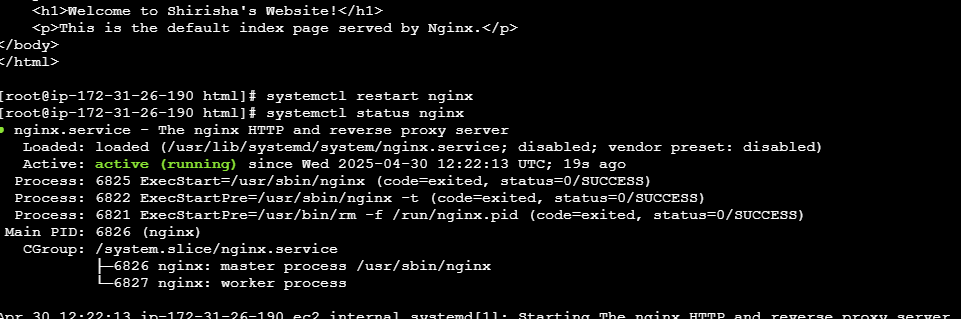 <h1>Welcome to Shirisha's Website!</h1>
<p>This is the default index page served by Nginx.</p>
</body>
</html>
[root@ip-172-31-26-190 html]# systemctl restart nginx
[root@ip-172-31-26-190 html]# systemctl status nginx
● nginx.service - The nginx HTTP and reverse proxy server
Loaded: loaded (/usr/lib/systemd/system/nginx.service; disabled; vendor preset: disabled)
Active: active (running) since Wed 2025-04-30 12:22:13 UTC; 19s ago
Process: 6825 ExecStart=/usr/sbin/nginx (code=exited, status=0/SUCCESS)
Process: 6822 ExecStartPre=/usr/sbin/nginx -t (code=exited, status=0/SUCCESS)
Process: 6821 ExecStartPre=/usr/bin/rm -f /run/nginx.pid (code=exited, status=0/SUCCESS)
Main PID: 6826 (nginx)
CGroup: /system.slice/nginx.service
├─6826 nginx: master process /usr/sbin/nginx
└─6827 nginx: worker process
Apr 30 12:22:13 ip-172-31-26-190.ec2.internal systemd[1]: Starting The nginx HTTP and reverse proxy server